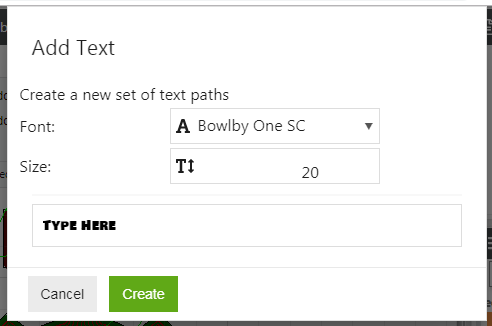 Add Text
Create a new set of text paths
Font:
A Bowlby One SC
Size:
T 20
Type Here
Cancel
Create